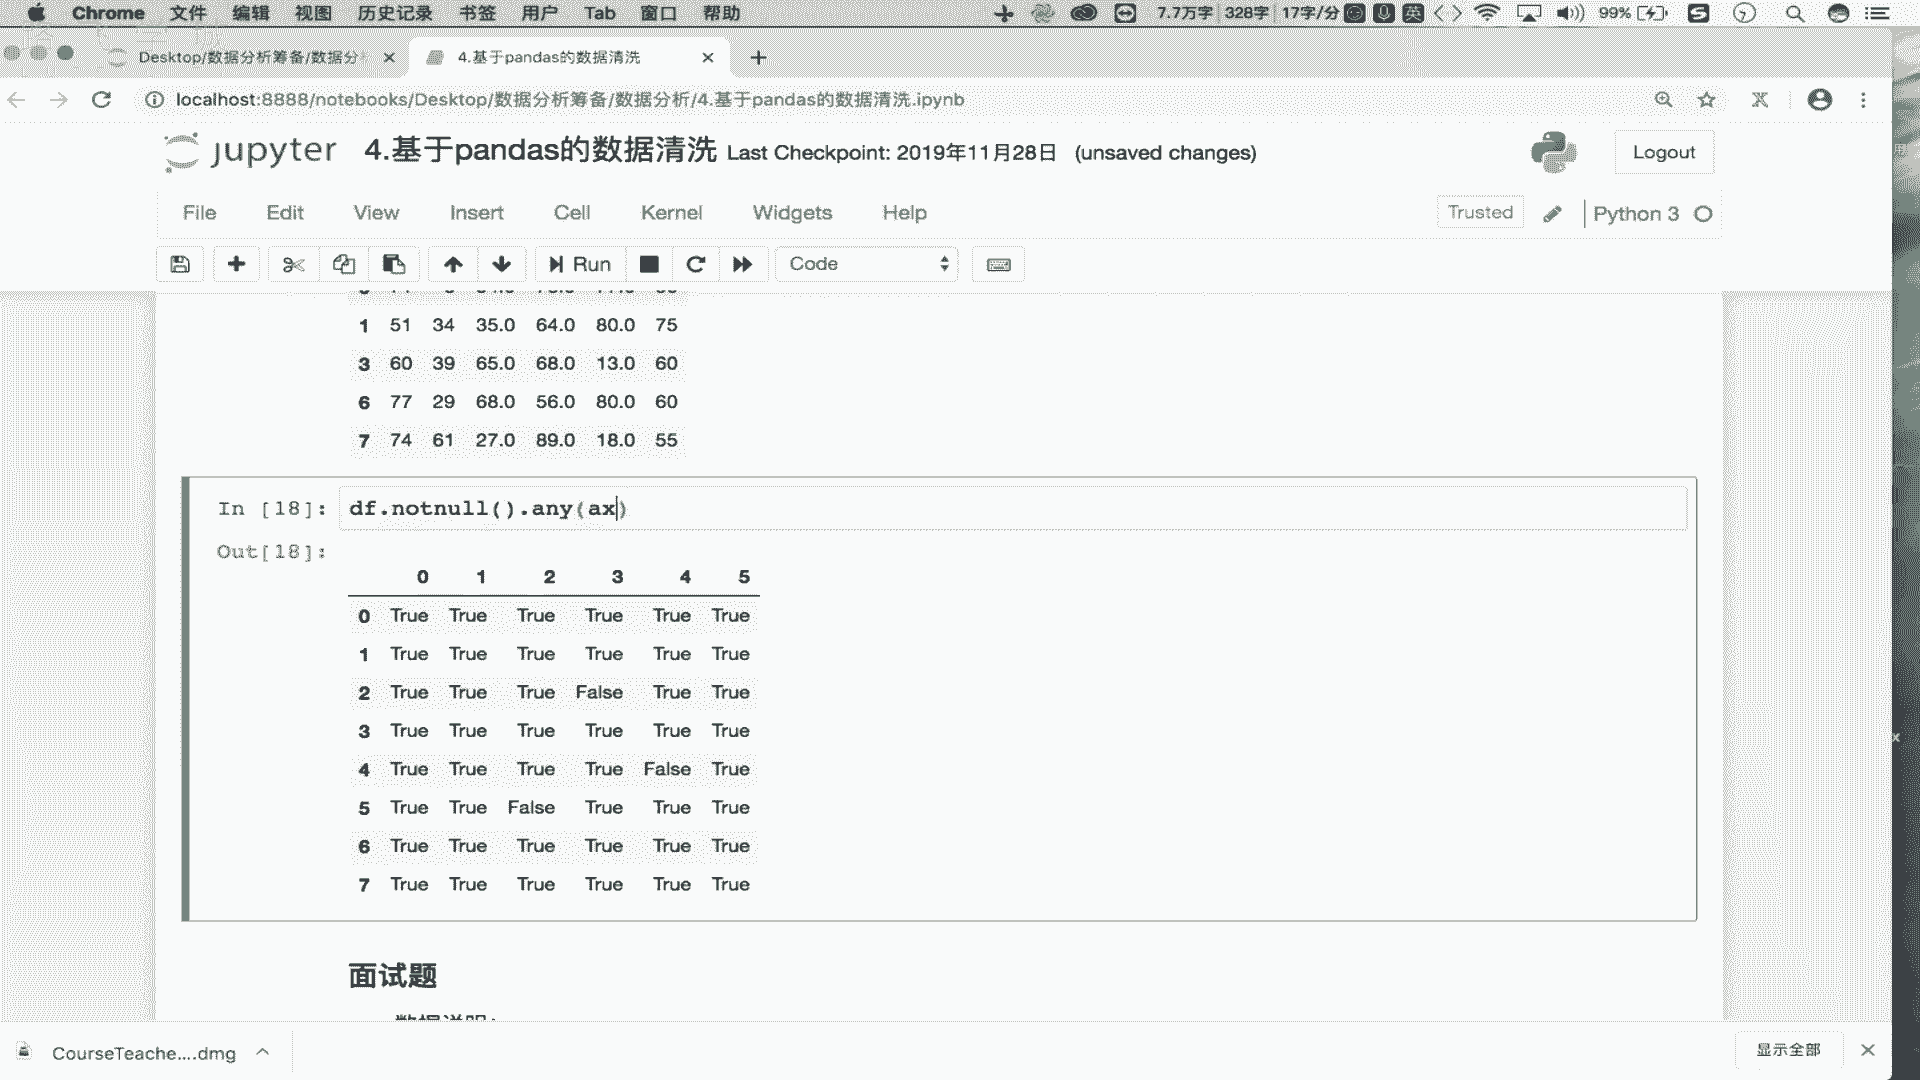 Chrome 文件 编辑 视图 历史记录 书签 用户 Tab 窗口 帮助 7.7万字 328字 17字/分 英 99%
Desktop/数据分析筹备/数据分 4.基于pandas的数据清洗
localhost:8888/notebooks/Desktop/数据分析筹备/数据分析/4.基于pandas的数据清洗.ipynb
jupyter 4.基于pandas的数据清洗 Last Checkpoint: 2019年11月28日 (unsaved changes) Logout
File Edit View Insert Cell Kernel Widgets Help Trusted Python 3
Run Code
1 51 34 35.0 64.0 80.0 75
3 60 39 65.0 68.0 13.0 60
6 77 29 68.0 56.0 80.0 60
7 74 61 27.0 89.0 18.0 55
In [18]: df.notnull().any(ax)
Out[18]:
0 1 2 3 4 5
0 True True True True True True
1 True True True True True True
2 True True True False True True
3 True True True True True True
4 True True True True False True
5 True True False True True True
6 True True True True True True
7 True True True True True True
面试题
数据说明:
CourseTeache....dmg 显示全部